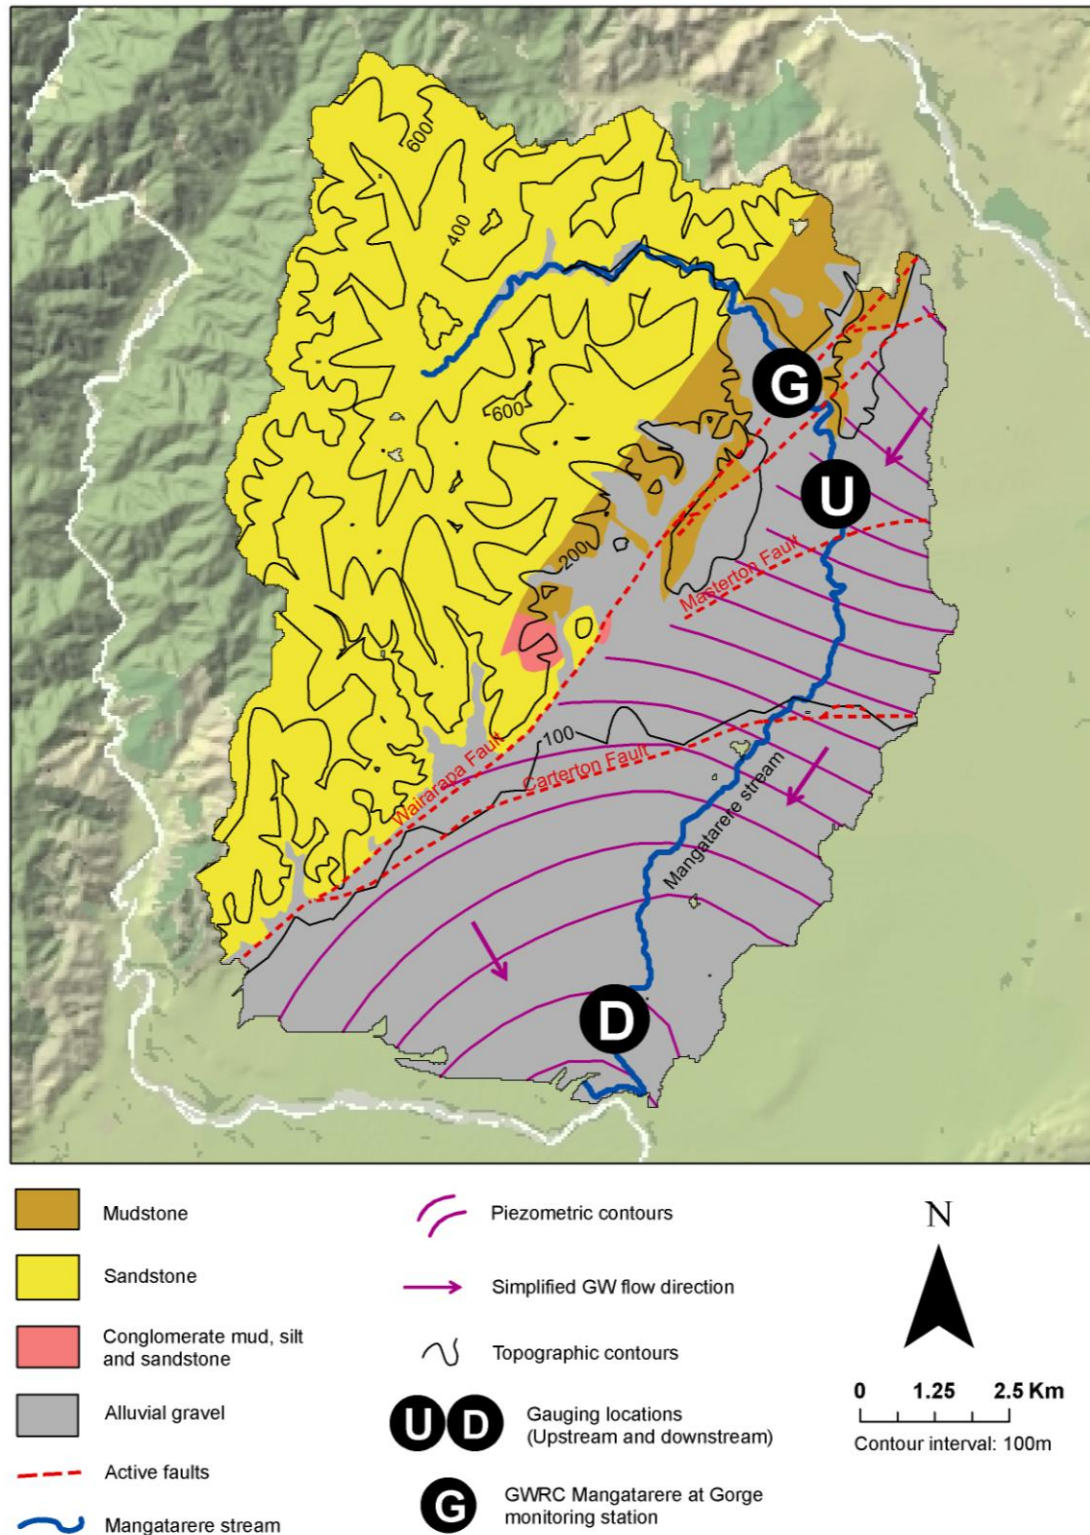 600
400
G
600
U
Masterton Fault
200
100
Wairarapa Fault
Carterton Fault
Mangatarere stream
D
Mudstone
Sandstone
Conglomerate mud, silt
and sandstone
Alluvial gravel
Active faults
Mangatarere stream
Piezometric contours
Simplified GW flow direction
Topographic contours
U D
Gauging locations
(Upstream and downstream)
G
GWRC Mangatarere at Gorge
monitoring station
N
0 1.25 2.5 Km
Contour interval: 100m